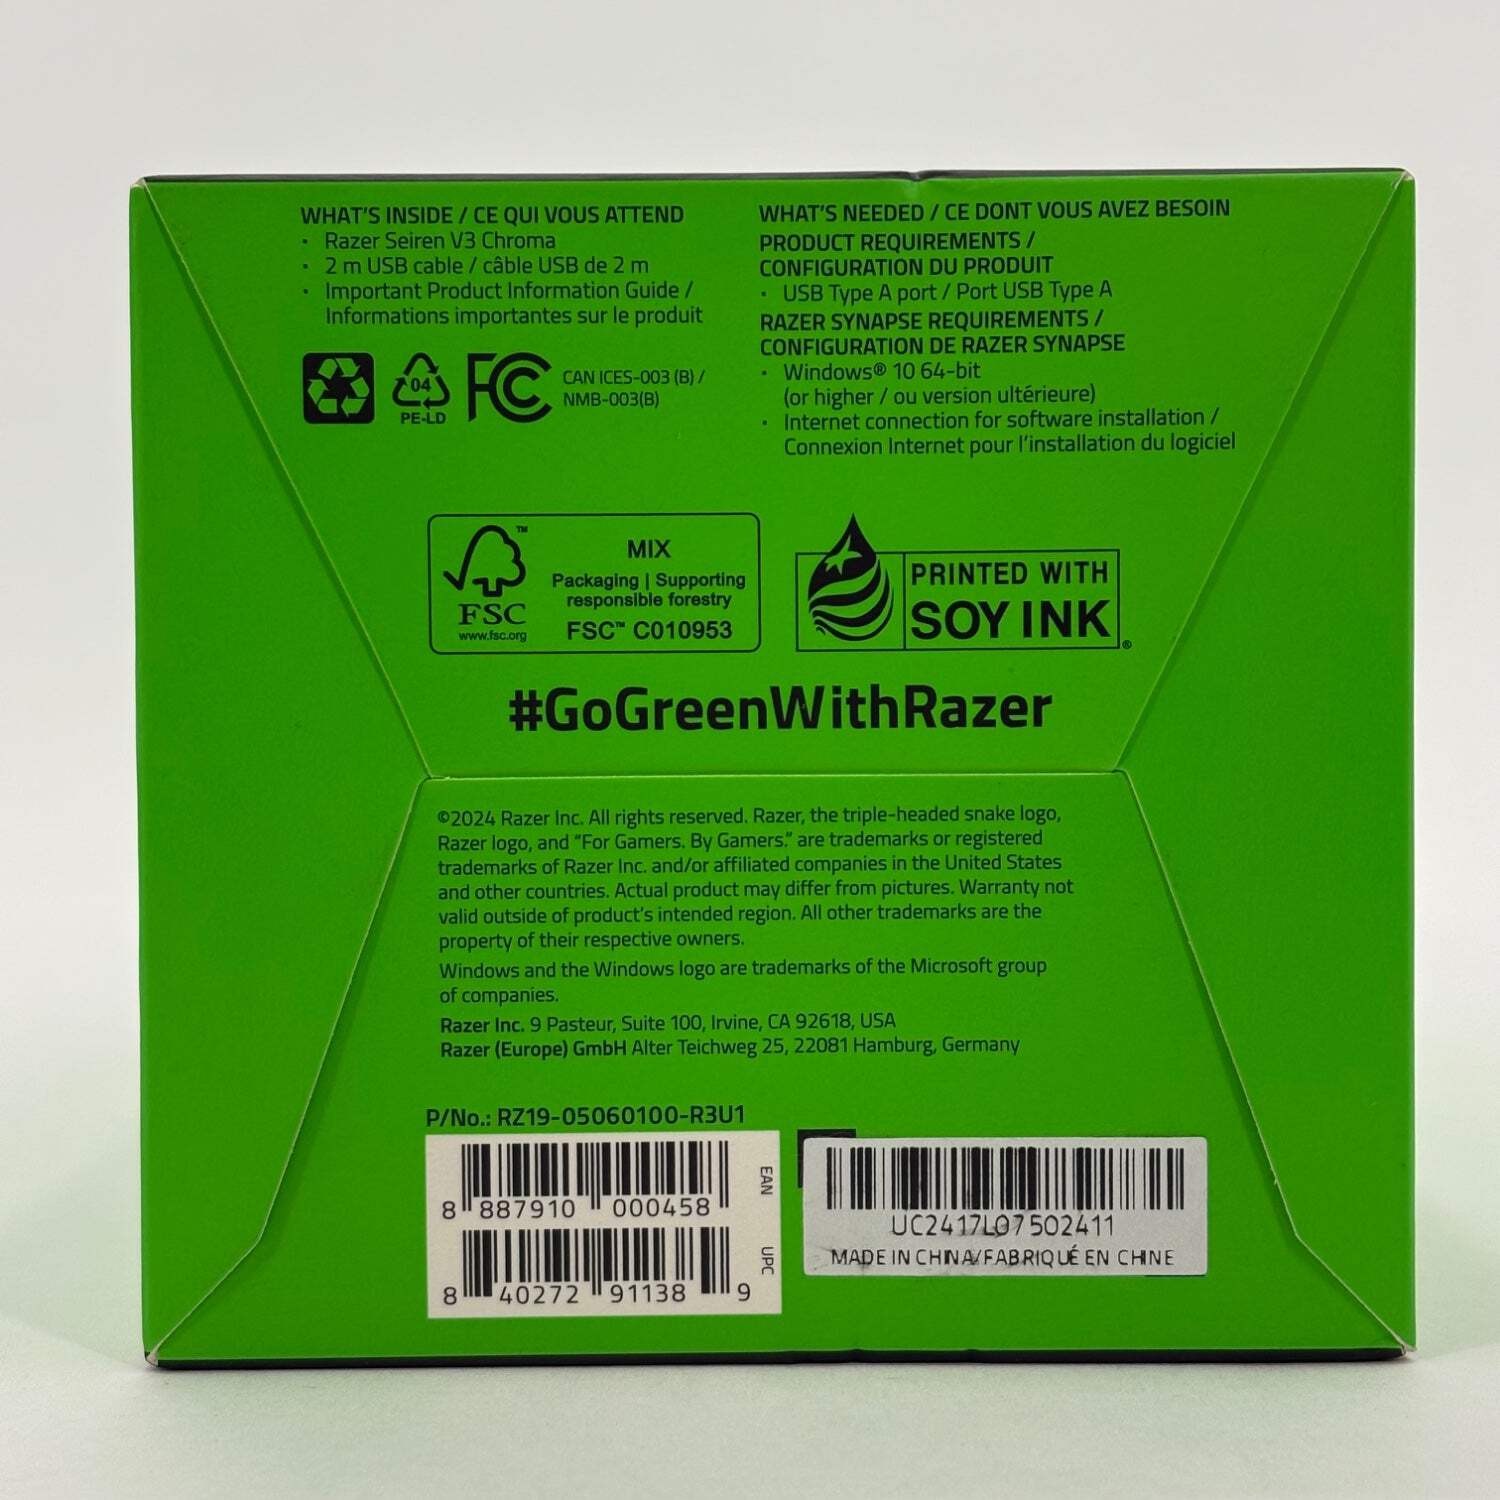 WHAT'S INSIDE / CE QUI VOUS ATTEND
· Razer Seiren V3 Chroma
· 2 m USB cable / câble USB de 2 m
· Important Product Information Guide /
Informations importantes sur le produit
04
PE-LD
FC
CAN ICES-003 (B) /
NMB-003(B)
WHAT'S NEEDED / CE DONT VOUS AVEZ BESOIN
PRODUCT REQUIREMENTS /
CONFIGURATION DU PRODUIT
· USB Type A port / Port USB Type A
RAZER SYNAPSE REQUIREMENTS /
CONFIGURATION DE RAZER SYNAPSE
· Windows® 10 64-bit
(or higher / ou version ultérieure)
· Internet connection for software installation /
Connexion Internet pour l'installation du logiciel
™
FSC
www.fsc.org
MIX
Packaging | Supporting
responsible forestry
FSC™ C010953
PRINTED WITH
SOY INK®
#GoGreenWithRazer
©2024 Razer Inc. All rights reserved. Razer, the triple-headed snake logo,
Razer logo, and "For Gamers. By Gamers." are trademarks or registered
trademarks of Razer Inc. and/or affiliated companies in the United States
and other countries. Actual product may differ from pictures. Warranty not
valid outside of product's intended region. All other trademarks are the
property of their respective owners.
Windows and the Windows logo are trademarks of the Microsoft group
of companies.
Razer Inc. 9 Pasteur, Suite 100, Irvine, CA 92618, USA
Razer (Europe) GmbH Alter Teichweg 25, 22081 Hamburg, Germany
P/No.: RZ19-05060100-R3U1
8 887910 000458
EAN
8 40272 91138 9
UPC
UC2417L07502411
MADE IN CHINA/FABRIQUÉ EN CHINE